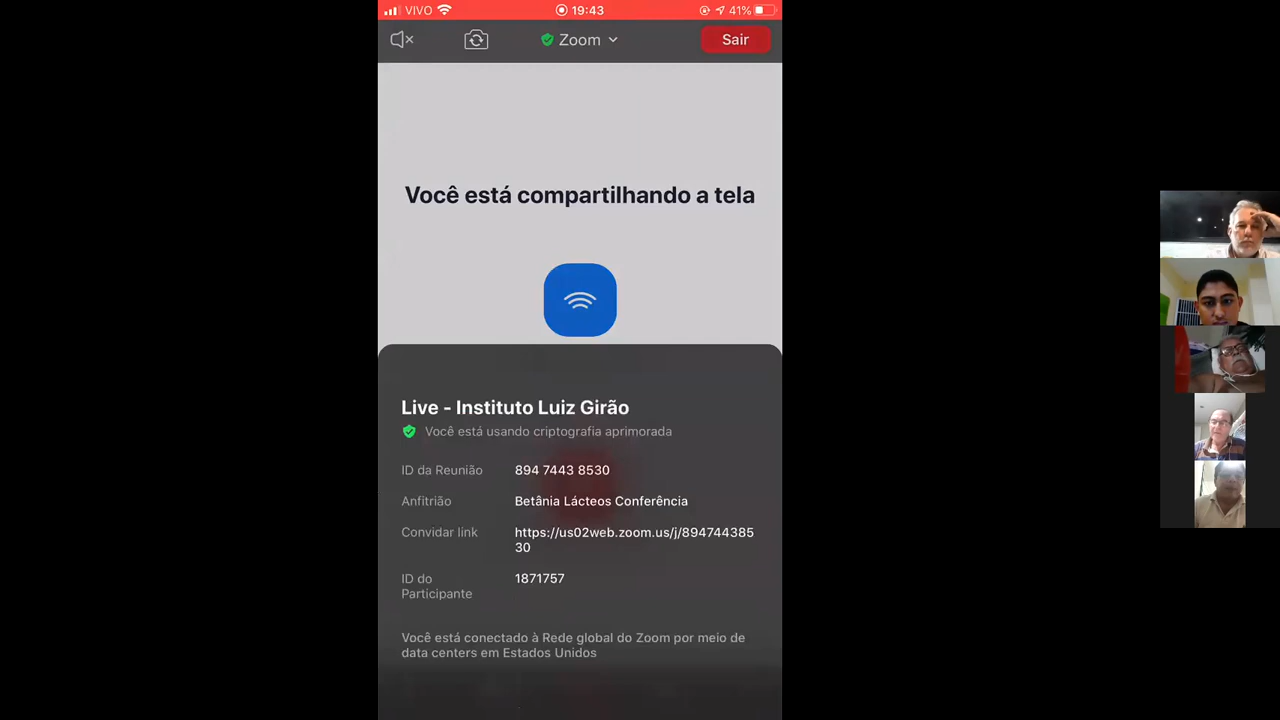 VIVO 19:43 41%
Zoom Sair
Você está compartilhando a tela
Live - Instituto Luiz Girão
Você está usando criptografia aprimorada
ID da Reunião 894 7443 8530
Anfitrião Betânia Lácteos Conferência
Convidar link https://us02web.zoom.us/j/894744385
30
ID do 1871757
Participante
Você está conectado à Rede global do Zoom por meio de
data centers em Estados Unidos